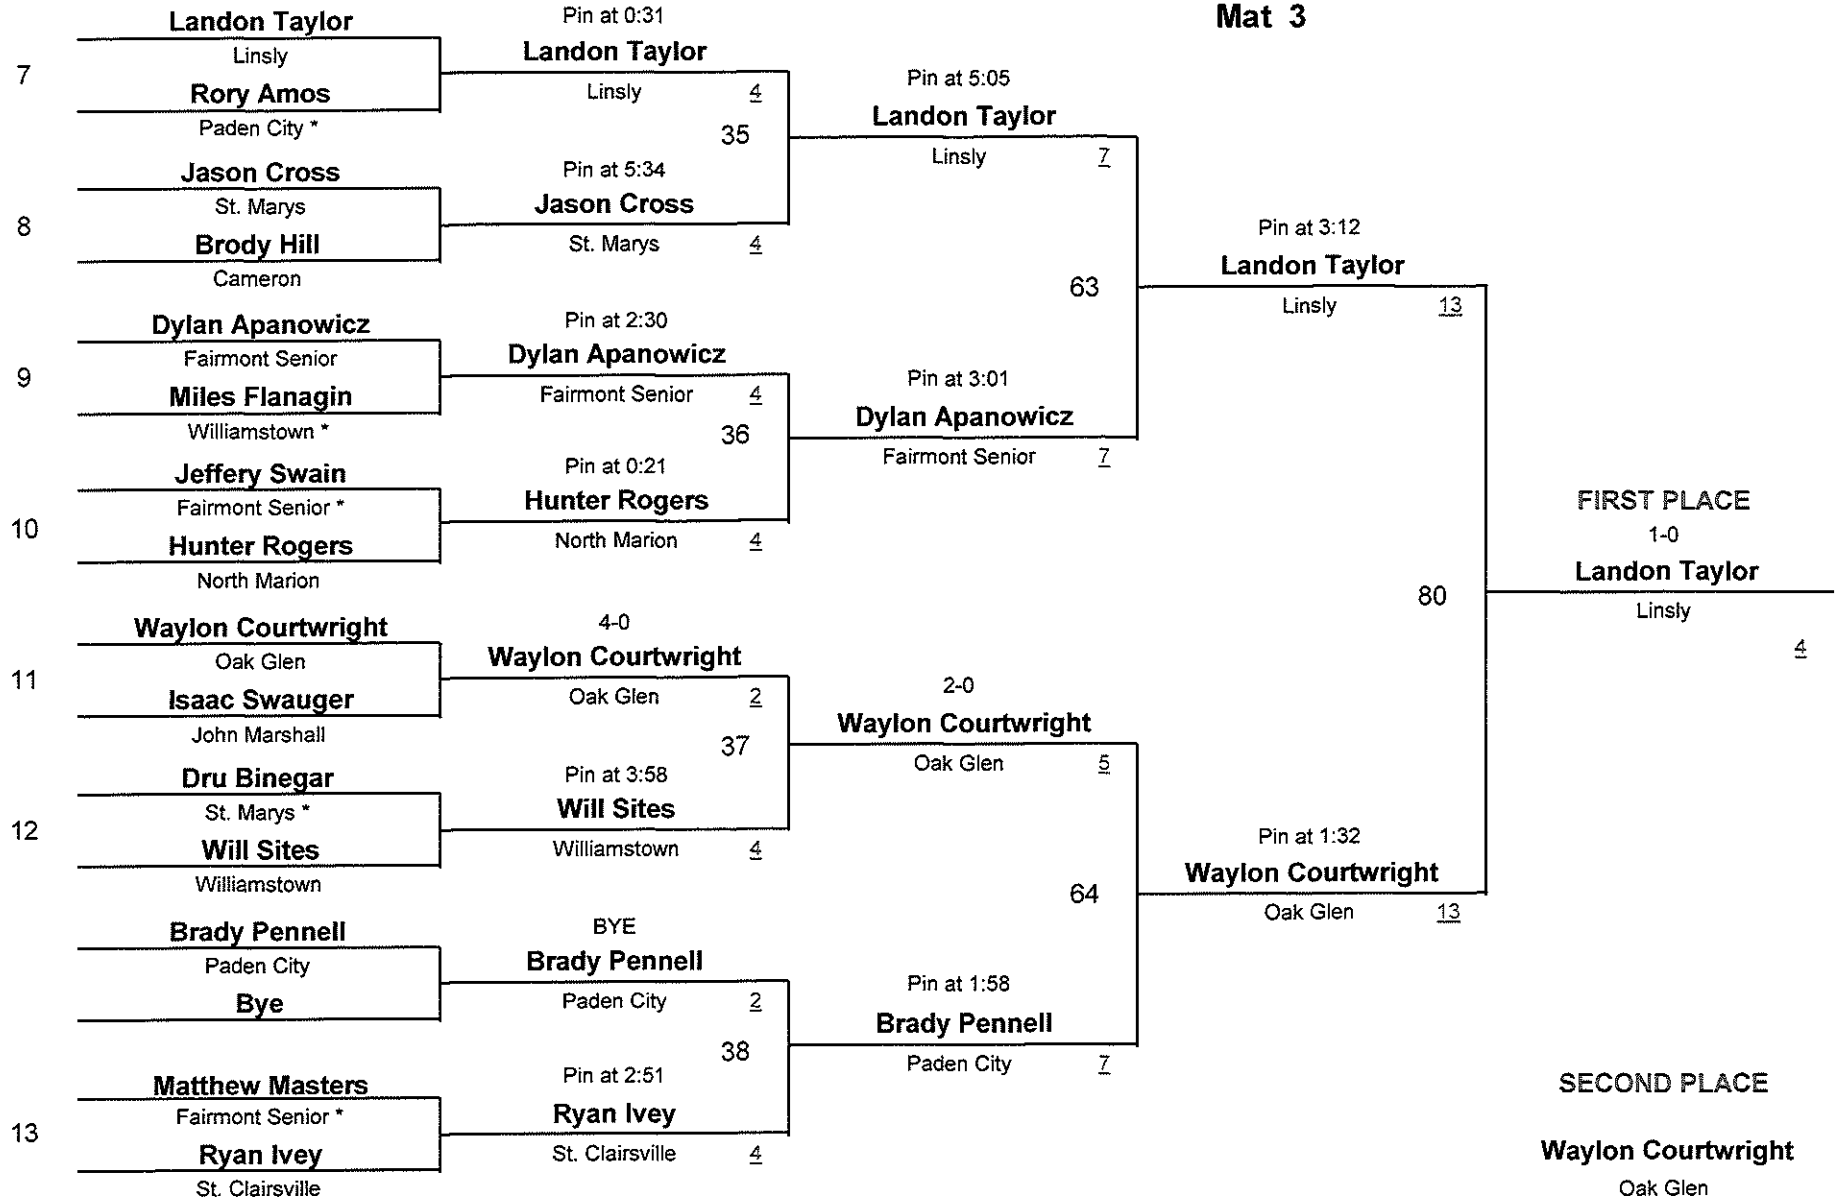 Mat 3
7
Landon Taylor
Linsly
Rory Amos
Paden City *
8
Jason Cross
St. Marys
Brody Hill
Cameron
9
Dylan Apanowicz
Fairmont Senior
Miles Flanagin
Williamstown *
10
Jeffery Swain
Fairmont Senior *
Hunter Rogers
North Marion
11
Waylon Courtwright
Oak Glen
Isaac Swauger
John Marshall
12
Dru Binegar
St. Marys *
Will Sites
Williamstown
Brady Pennell
Paden City
Bye
13
Matthew Masters
Fairmont Senior *
Ryan Ivey
St. Clairsville
Pin at 0:31
Landon Taylor
Linsly 4
35
Pin at 5:34
Jason Cross
St. Marys 4
Pin at 2:30
Dylan Apanowicz
Fairmont Senior 4
36
Pin at 0:21
Hunter Rogers
North Marion 4
4-0
Waylon Courtwright
Oak Glen 2
37
Pin at 3:58
Will Sites
Williamstown 4
BYE
Brady Pennell
Paden City 2
38
Pin at 2:51
Ryan Ivey
St. Clairsville 4
Pin at 5:05
Landon Taylor
Linsly 7
63
Pin at 3:01
Dylan Apanowicz
Fairmont Senior 7
2-0
Waylon Courtwright
Oak Glen 5
64
Pin at 1:58
Brady Pennell
Paden City 7
Pin at 3:12
Landon Taylor
Linsly 13
80
Pin at 1:32
Waylon Courtwright
Oak Glen 13
FIRST PLACE
1-0
Landon Taylor
Linsly
4
SECOND PLACE
Waylon Courtwright
Oak Glen